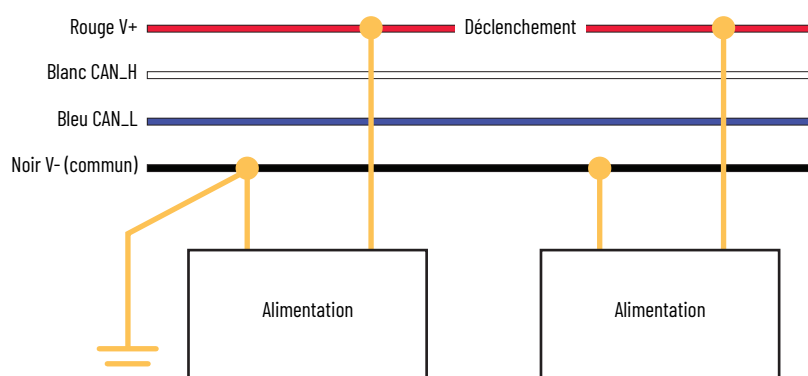 Rouge V+
Déclenchement
Blanc CAN_H
Bleu CAN_L
Noir V- (commun)
Alimentation
Alimentation